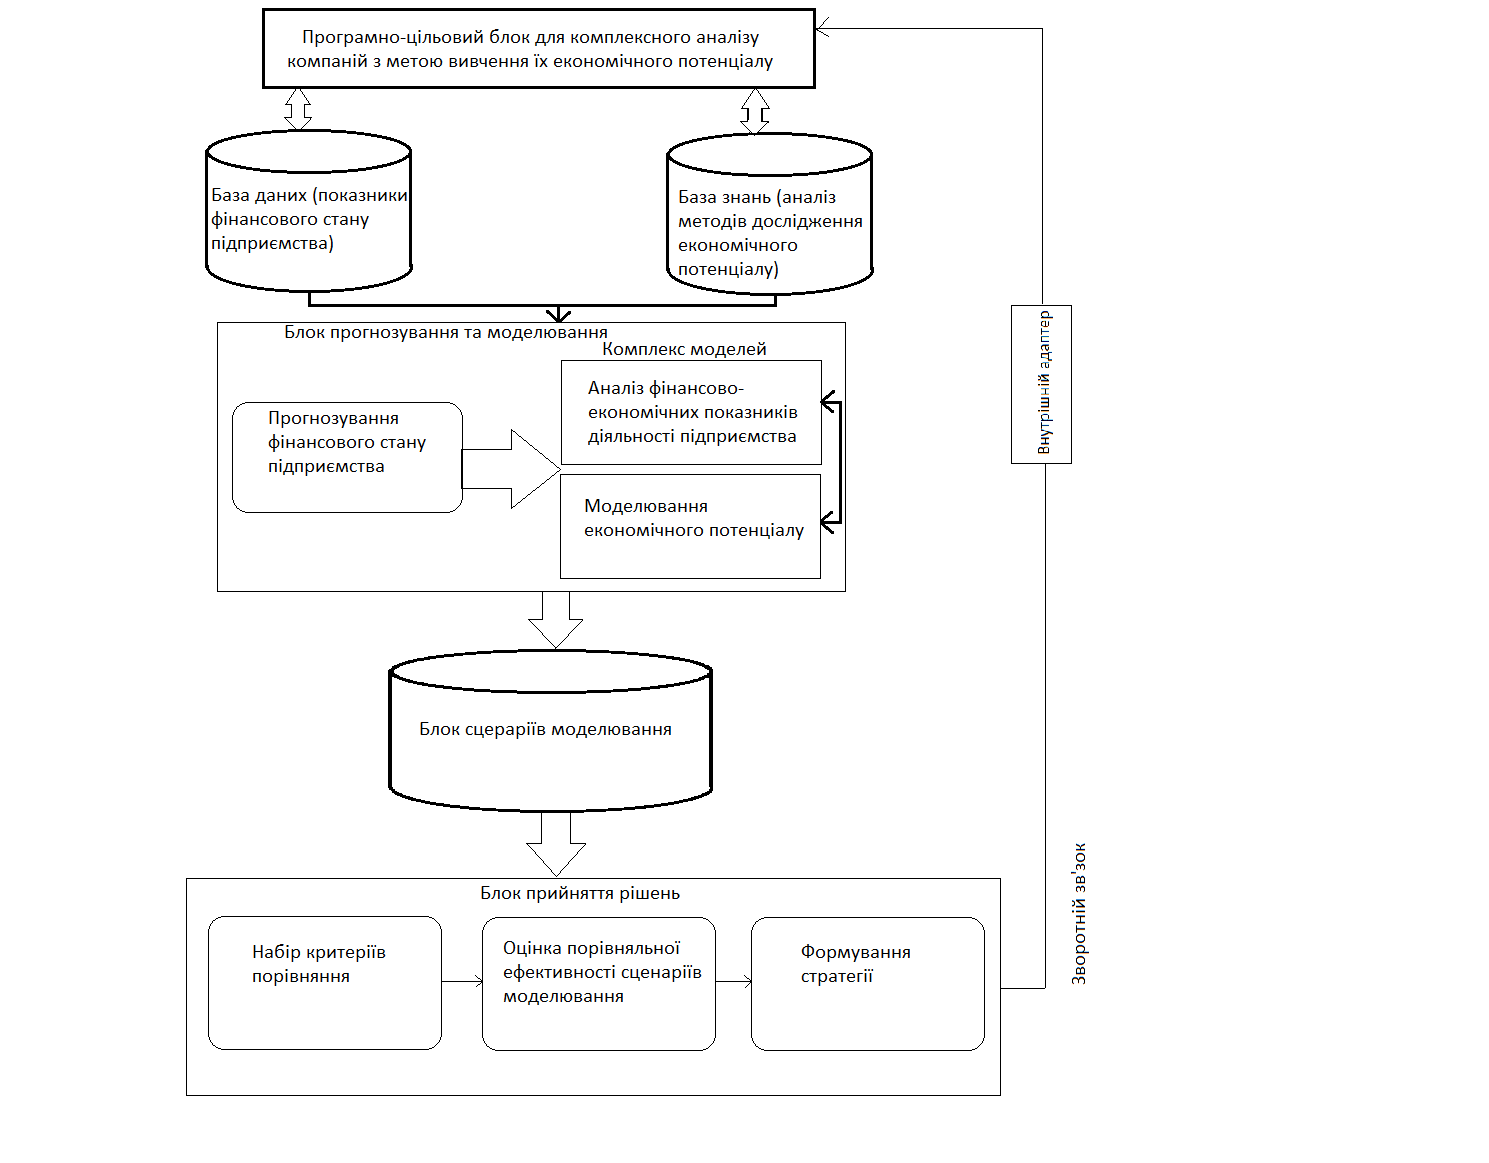 Програмно-цільовий блок для комплексного аналізу
компаній з метою вивчення їх економічного потенціалу
База даних (показники
фінансового стану
підприємства)
База знань (аналіз
методів дослідження
економічного
потенціалу)
Блок прогнозування та моделювання
Комплекс моделей
Прогнозування
фінансового стану
підприємства
Аналіз фінансово-
економічних показників
діяльності підприємства
Моделювання
економічного потенціалу
Внутрішній адаптер
Блок сцераріїв моделювання
Зворотній зв'зок
Блок прийняття рішень
Набір критеріїв
порівняння
Оцінка порівняльної
ефективності сценаріїв
моделювання
Формування
стратегії